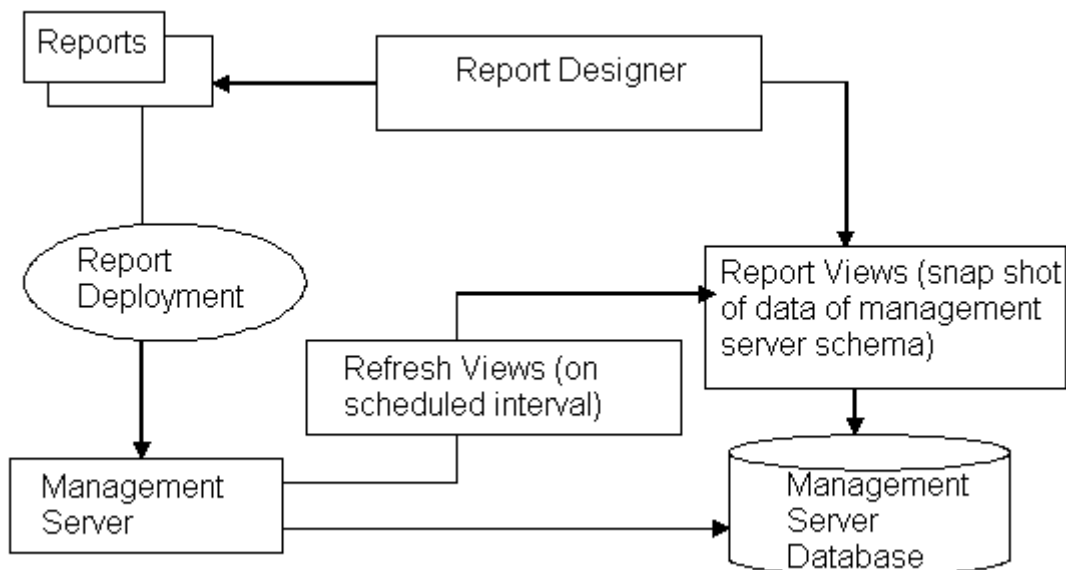 Reports
Report Designer
Report
Deployment
Report Views (snap shot
of data of management
server schema)
Refresh Views (on
scheduled interval)
Management
Server
Management
Server
Database